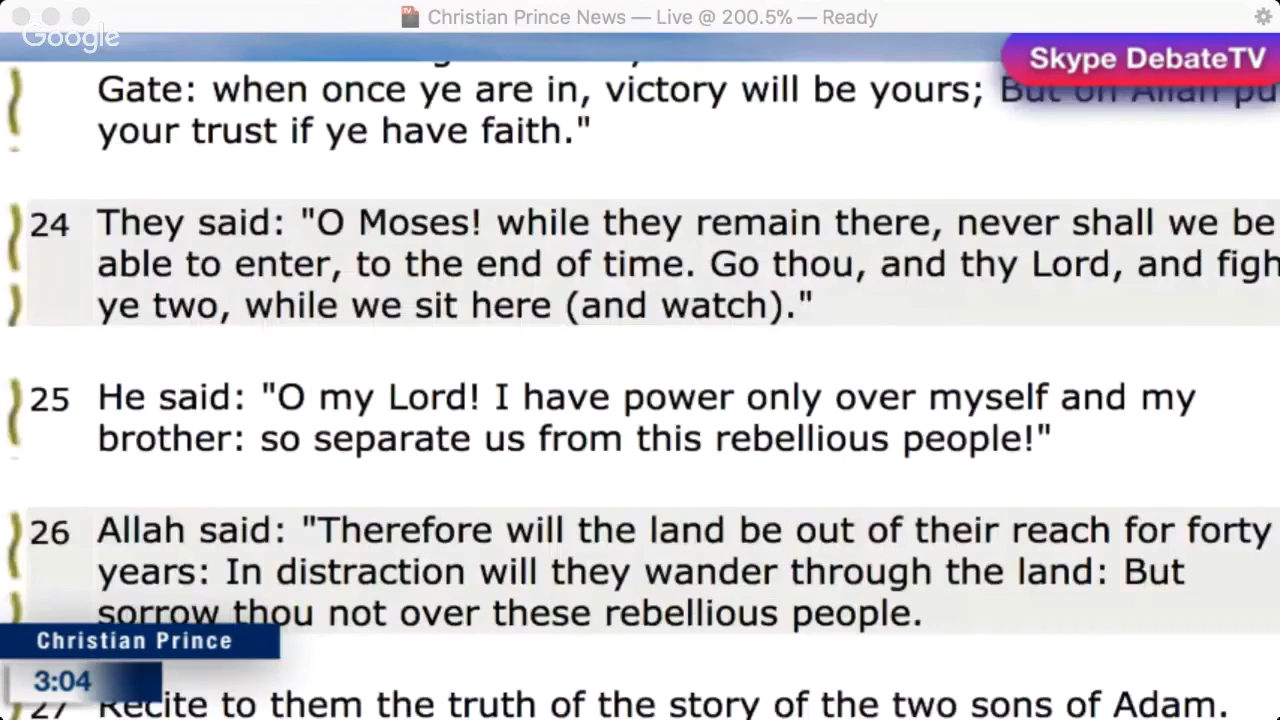 Christian Prince News — Live @ 200.5% — Ready
Google
Skype DebateTV
Gate: when once ye are in, victory will be yours; But on Allah pu
your trust if ye have faith."
24 They said: "O Moses! while they remain there, never shall we be
able to enter, to the end of time. Go thou, and thy Lord, and figh
ye two, while we sit here (and watch)."
25 He said: "O my Lord! I have power only over myself and my
brother: so separate us from this rebellious people!"
26 Allah said: "Therefore will the land be out of their reach for forty
years: In distraction will they wander through the land: But
sorrow thou not over these rebellious people.
Christian Prince
3:04
27 Recite to them the truth of the story of the two sons of Adam.